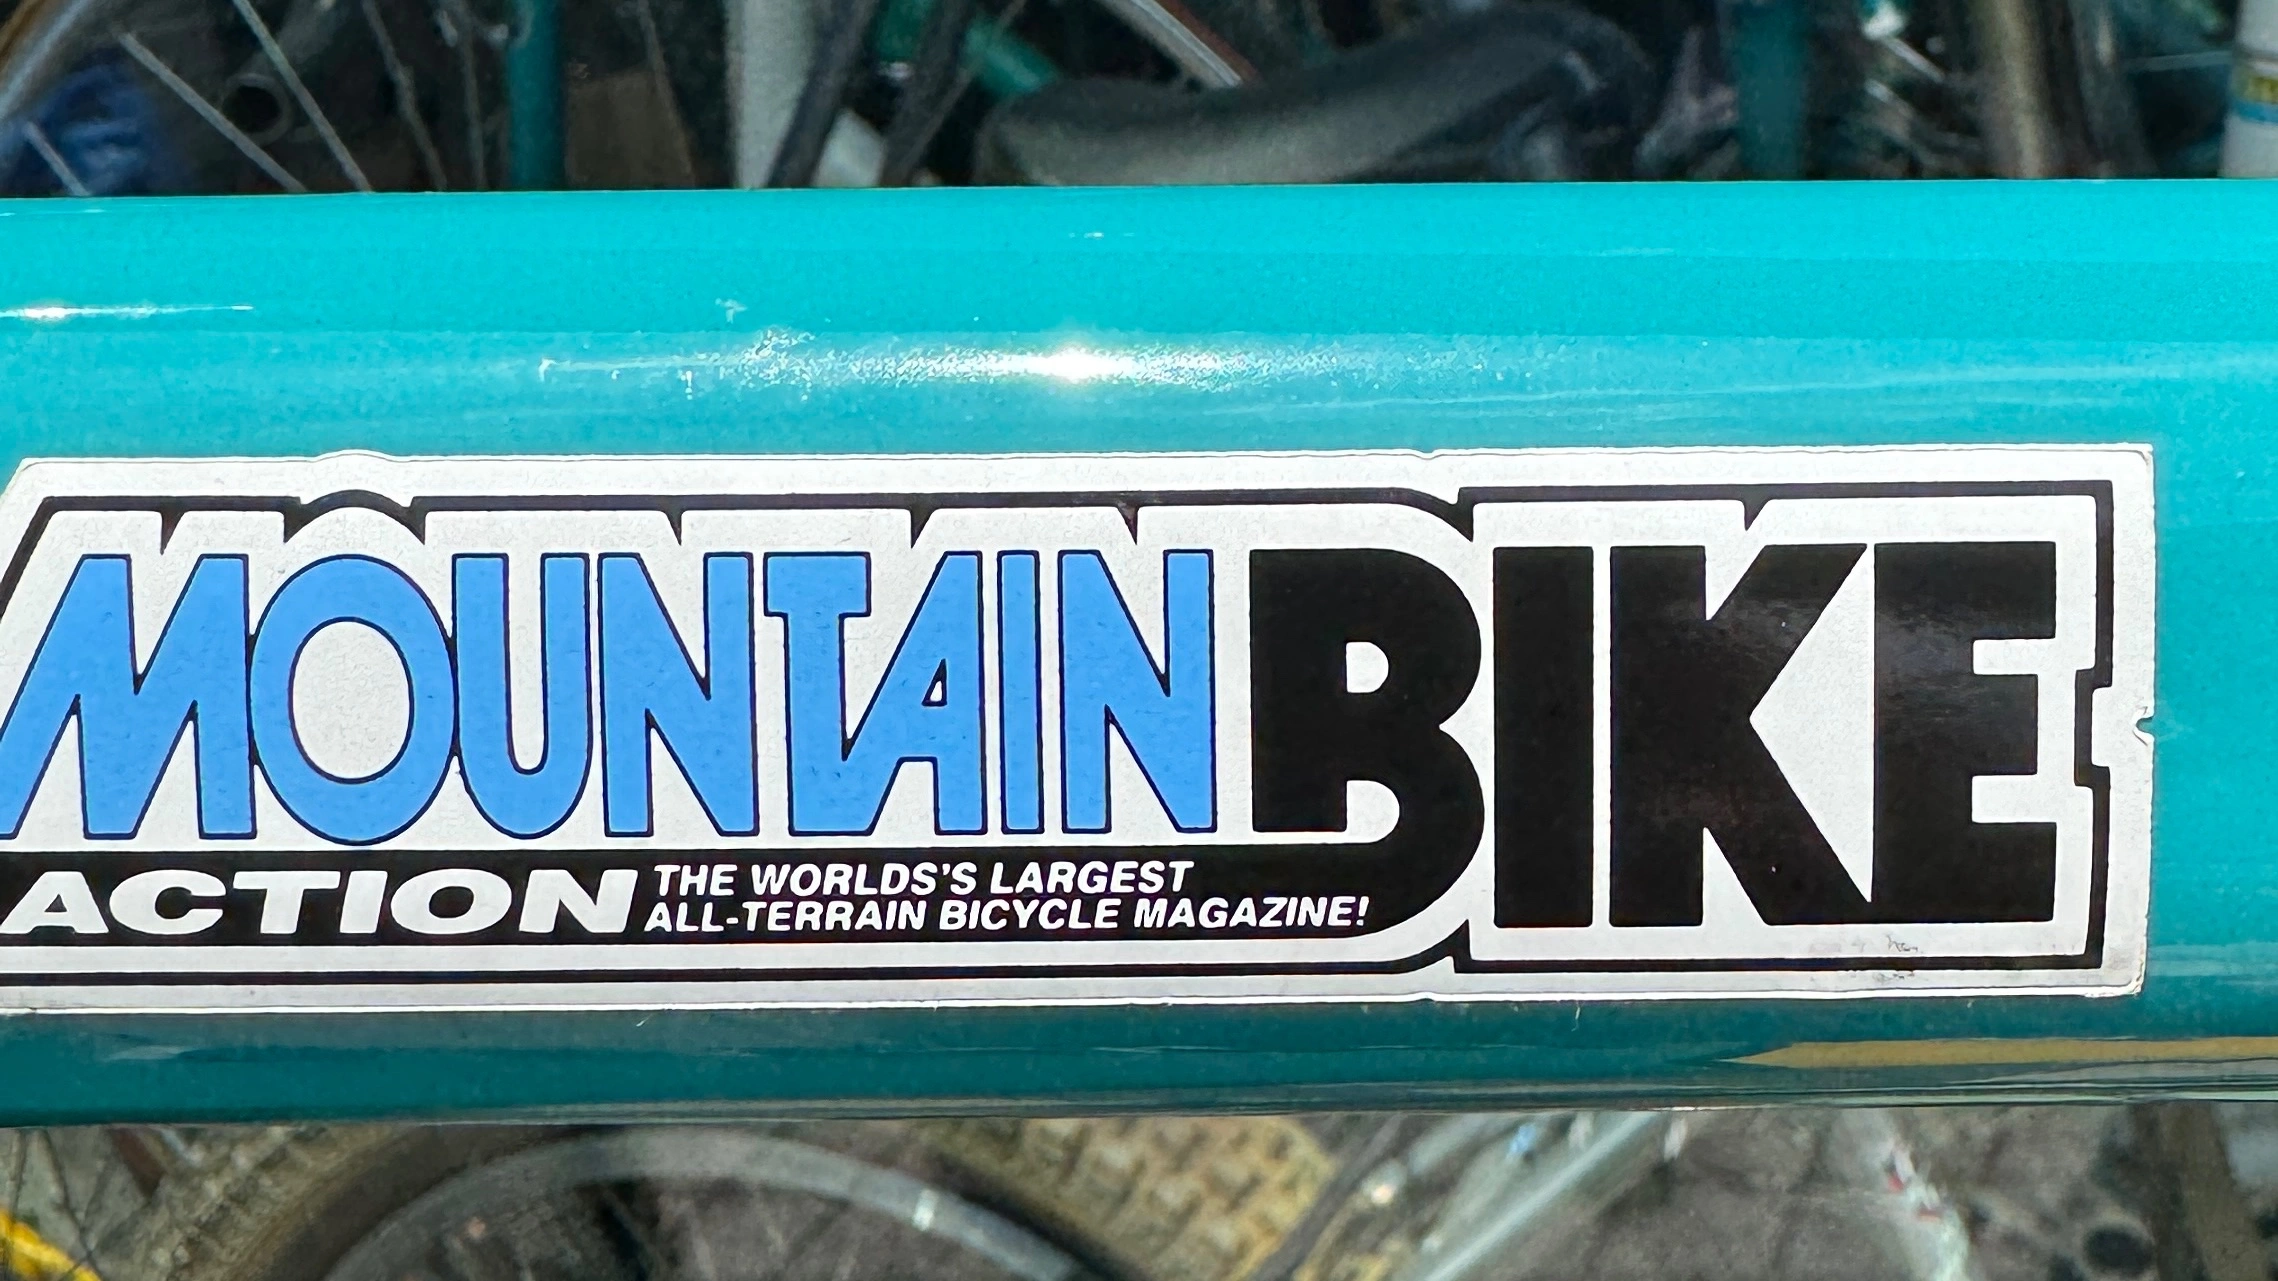 MOUNTAIN BIKE
ACTION
THE WORLDS'S LARGEST
ALL-TERRAIN BICYCLE MAGAZINE!